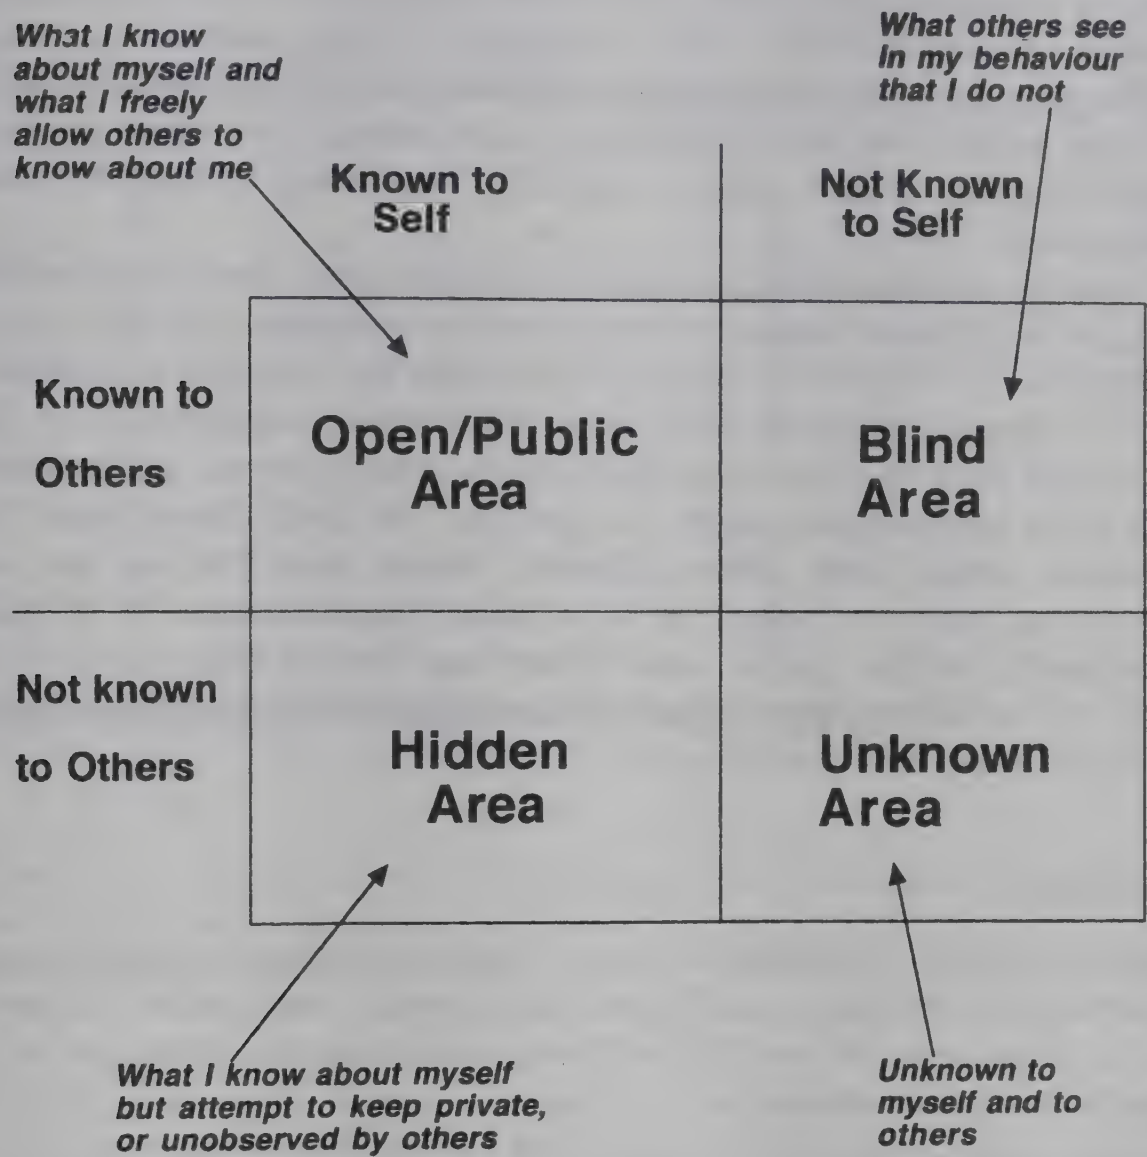 What I know
about myself and
what I freely
allow others to
know about me
What others see
in my behaviour
that I do not
Known to
Self
Not Known
to Self
Known to
Others
Open/Public
Area
Blind
Area
Not known
to Others
Hidden
Area
Unknown
Area
What I know about myself
but attempt to keep private,
or unobserved by others
Unknown to
myself and to
others